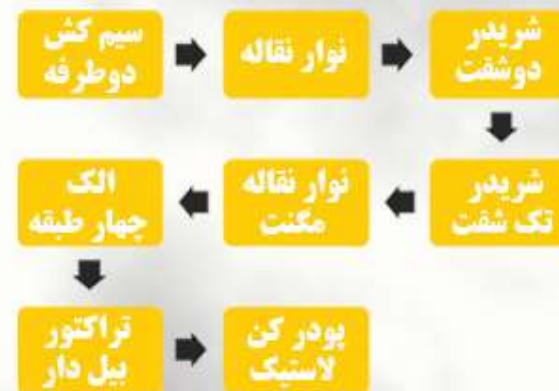 سیم کش
دوطرفه
نوار نقاله
شریدر
دوشفت
شریدر
تک شفت
نوار نقاله
مگنت
الک
چهار طبقه
تراکتور
بیل دار
پودر کن
لاستیک